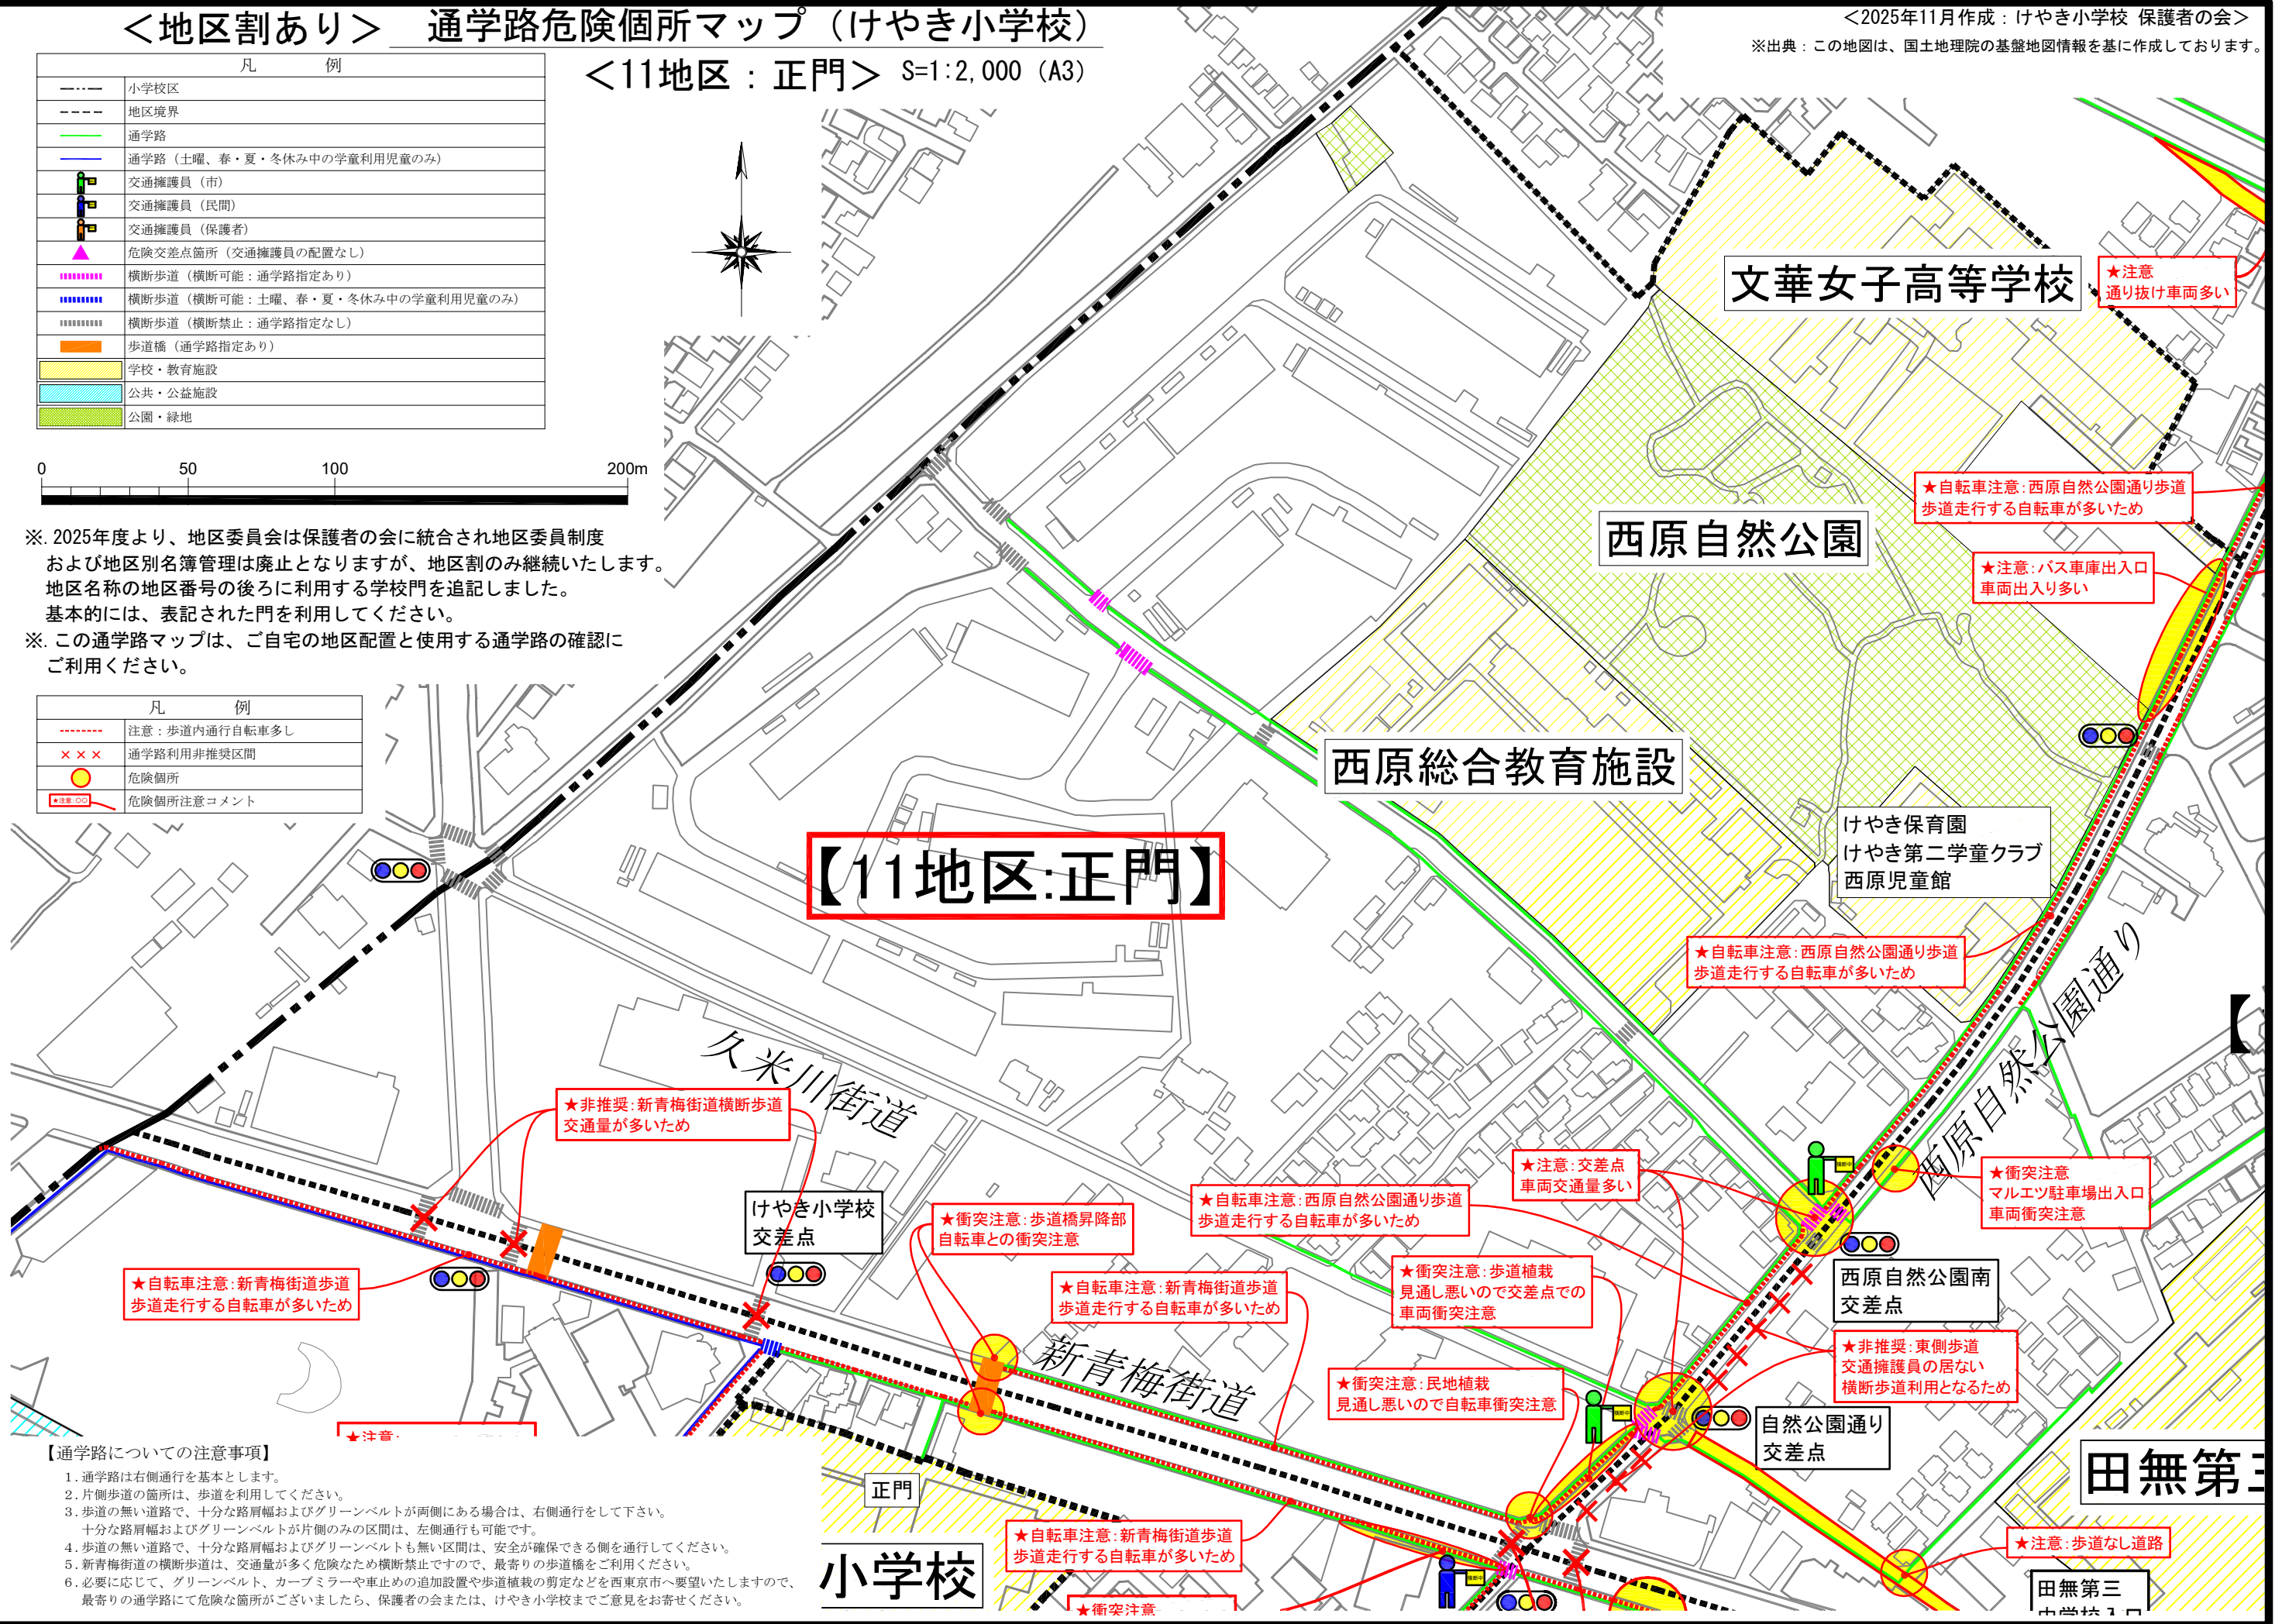 ＜地区割あり＞　通学路危険個所マップ（けやき小学校）
＜11地区：正門＞ S=1:2,000（A3）
＜2025年11月作成：けやき小学校 保護者の会＞
※出典：この地図は、国土地理院の基盤地図情報を基に作成しております。
凡　例
小学校区
地区境界
通学路
通学路（土曜、春・夏・冬休み中の学童利用児童のみ）
交通擁護員（市）
交通擁護員（民間）
交通擁護員（保護者）
危険交差点箇所（交通擁護員の配置なし）
横断歩道（横断可能：通学路指定あり）
横断歩道（横断可能：土曜、春・夏・冬休み中の学童利用児童のみ）
横断歩道（横断禁止：通学路指定なし）
歩道橋（通学路指定あり）
学校・教育施設
公共・公益施設
公園・緑地
0 50 100 200m
※. 2025年度より、地区委員会は保護者の会に統合され地区委員制度
および地区別名簿管理は廃止となりますが、地区割のみ継続いたします。
地区名称の地区番号の後ろに利用する学校門を追記しました。
基本的には、表記された門を利用してください。
※. この通学路マップは、ご自宅の地区配置と使用する通学路の確認に
ご利用ください。
凡　例
注意：歩道内通行自転車多し
×××　通学路利用非推奨区間
危険個所
★注意:○○　危険個所注意コメント
文華女子高等学校
★注意
通り抜け車両多い
★自転車注意:西原自然公園通り歩道
歩道走行する自転車が多いため
西原自然公園
★注意:バス車庫出入口
車両出入り多い
西原総合教育施設
けやき保育園
けやき第二学童クラブ
西原児童館
【11地区:正門】
★自転車注意:西原自然公園通り歩道
歩道走行する自転車が多いため
西原自然公園通り
【
久米川街道
★非推奨:新青梅街道横断歩道
交通量が多いため
★注意:交差点
車両交通量多い
★衝突注意
マルエツ駐車場出入口
車両衝突注意
けやき小学校
交差点
★衝突注意:歩道橋昇降部
自転車との衝突注意
★自転車注意:西原自然公園通り歩道
歩道走行する自転車が多いため
★自転車注意:新青梅街道歩道
歩道走行する自転車が多いため
★自転車注意:新青梅街道歩道
歩道走行する自転車が多いため
★衝突注意:歩道植栽
見通し悪いので交差点での
車両衝突注意
西原自然公園南
交差点
新青梅街道
★衝突注意:民地植栽
見通し悪いので自転車衝突注意
★非推奨:東側歩道
交通擁護員の居ない
横断歩道利用となるため
自然公園通り
交差点
★注意:
正門
田無第三
★自転車注意:新青梅街道歩道
歩道走行する自転車が多いため
★注意:歩道なし道路
小学校
★衝突注意
田無第三
中学校入口
【通学路についての注意事項】
1.通学路は右側通行を基本とします。
2.片側歩道の箇所は、歩道を利用してください。
3.歩道の無い道路で、十分な路肩幅およびグリーンベルトが両側にある場合は、右側通行をして下さい。
十分な路肩幅およびグリーンベルトが片側のみの区間は、左側通行も可能です。
4.歩道の無い道路で、十分な路肩幅およびグリーンベルトも無い区間は、安全が確保できる側を通行してください。
5.新青梅街道の横断歩道は、交通量が多く危険なため横断禁止ですので、最寄りの歩道橋をご利用ください。
6.必要に応じて、グリーンベルト、カーブミラーや車止めの追加設置や歩道植栽の剪定などを西東京市へ要望いたしますので、
最寄りの通学路にて危険な箇所がございましたら、保護者の会または、けやき小学校までご意見をお寄せください。